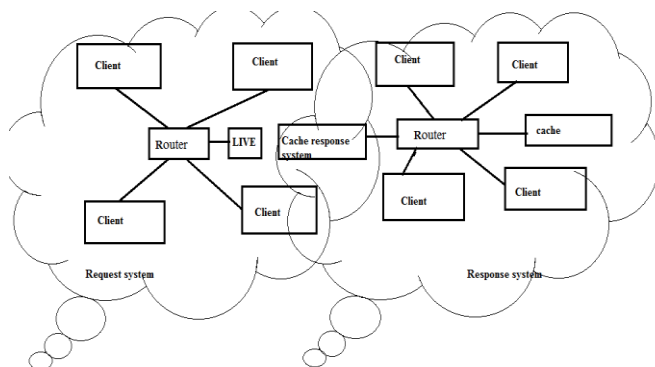 Client
Client
Router
LIVE
Client
Client
Request system
Client
Client
Cache response
system
Router
cache
Client
Client
Response system